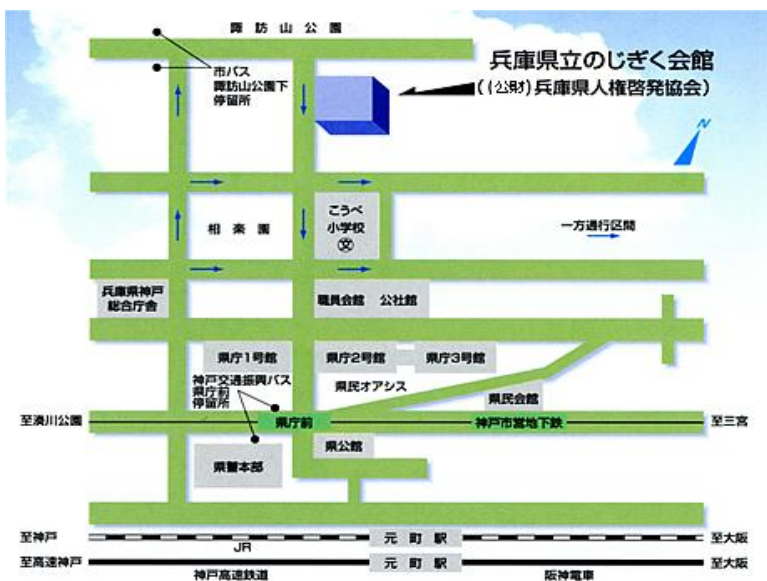 諏訪山公園
兵庫県立のじぎく会館
((公財)兵庫県人権啓発協会)
市バス
諏訪山公園下
停留所
N
こうべ
小学校
文
相楽園
一方通行区間
兵庫県神戸
総合庁舎
職員会館 公社館
県庁1号館
県庁2号館
県庁3号館
神戸交通振興バス
県庁前
停留所
県民オアシス
県民会館
至湊川公園
県庁前
神戸市営地下鉄
至三宮
県警本部
県公館
至神戸
元町駅
至大阪
JR
至高速神戸
元町駅
至大阪
神戸高速鉄道
阪神電車